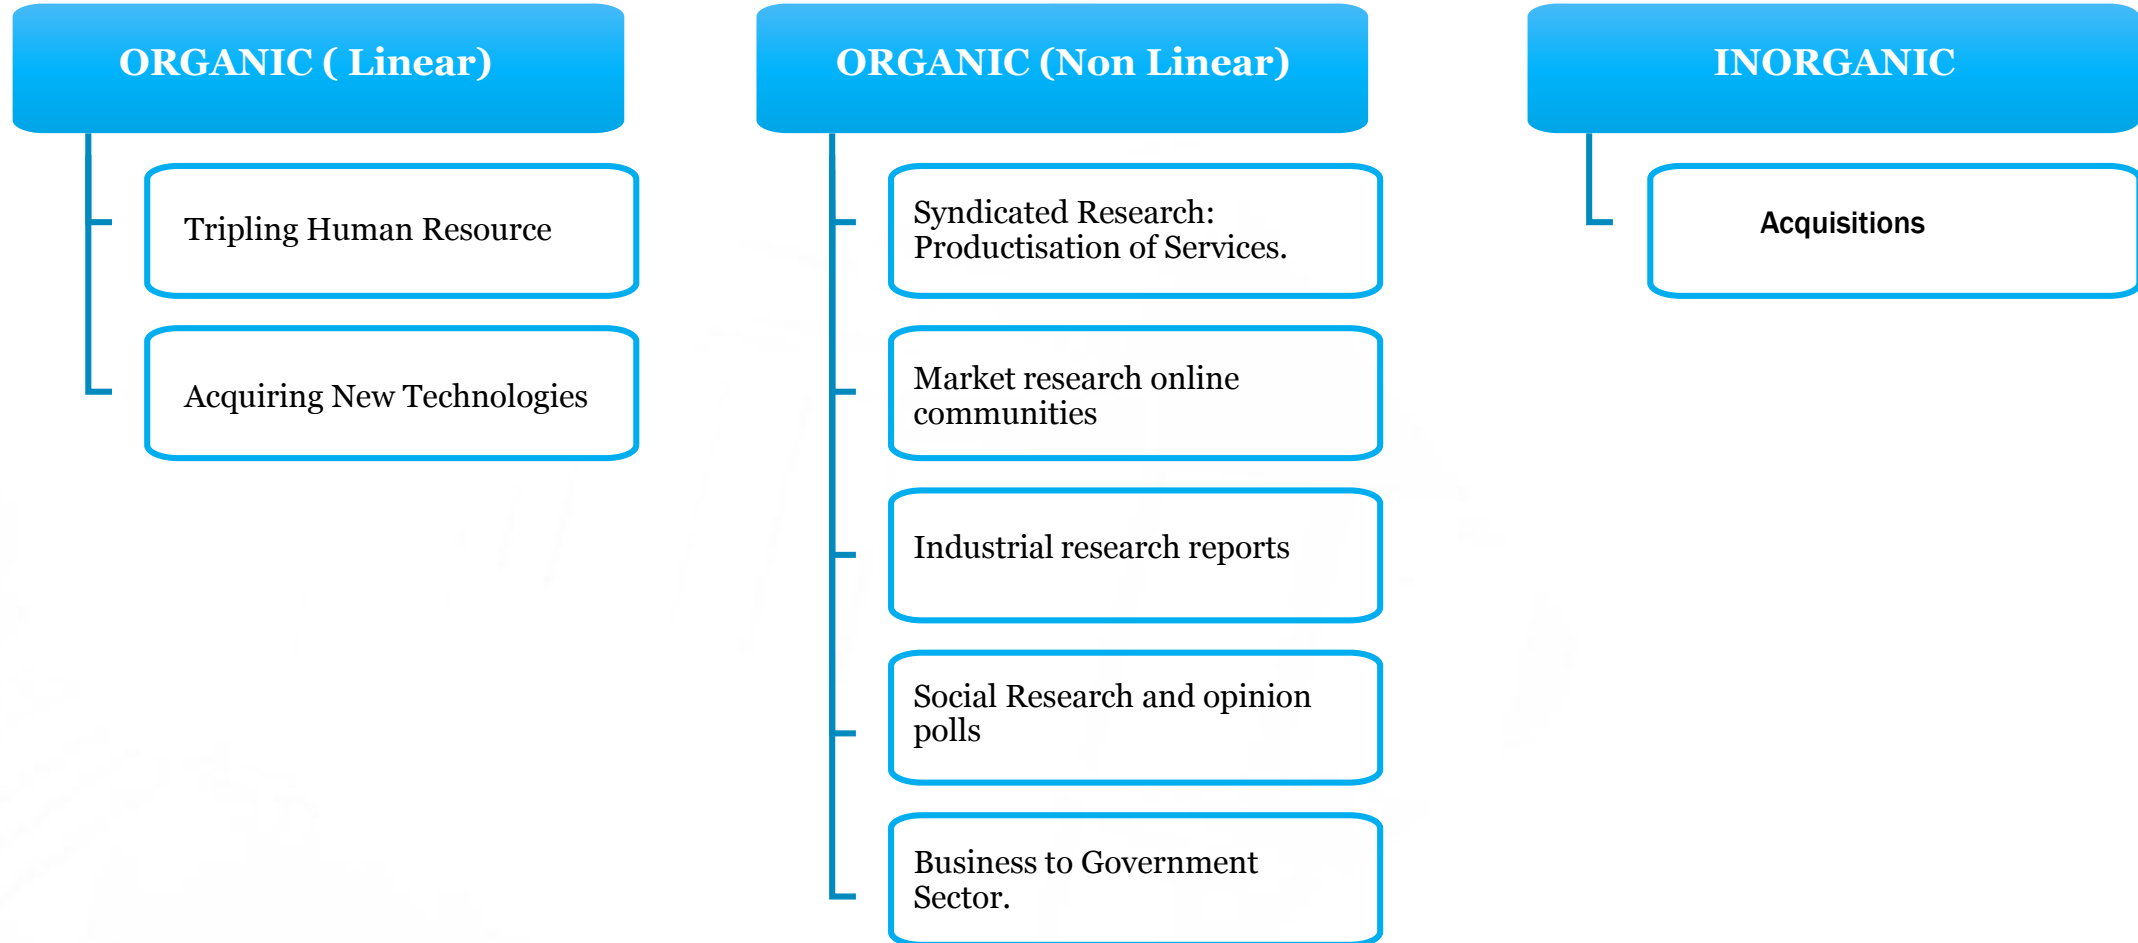 ORGANIC ( Linear)
Tripling Human Resource
Acquiring New Technologies
ORGANIC (Non Linear)
Syndicated Research:
Productisation of Services.
Market research online
communities
Industrial research reports
Social Research and opinion
polls
Business to Government
Sector.
INORGANIC
Acquisitions